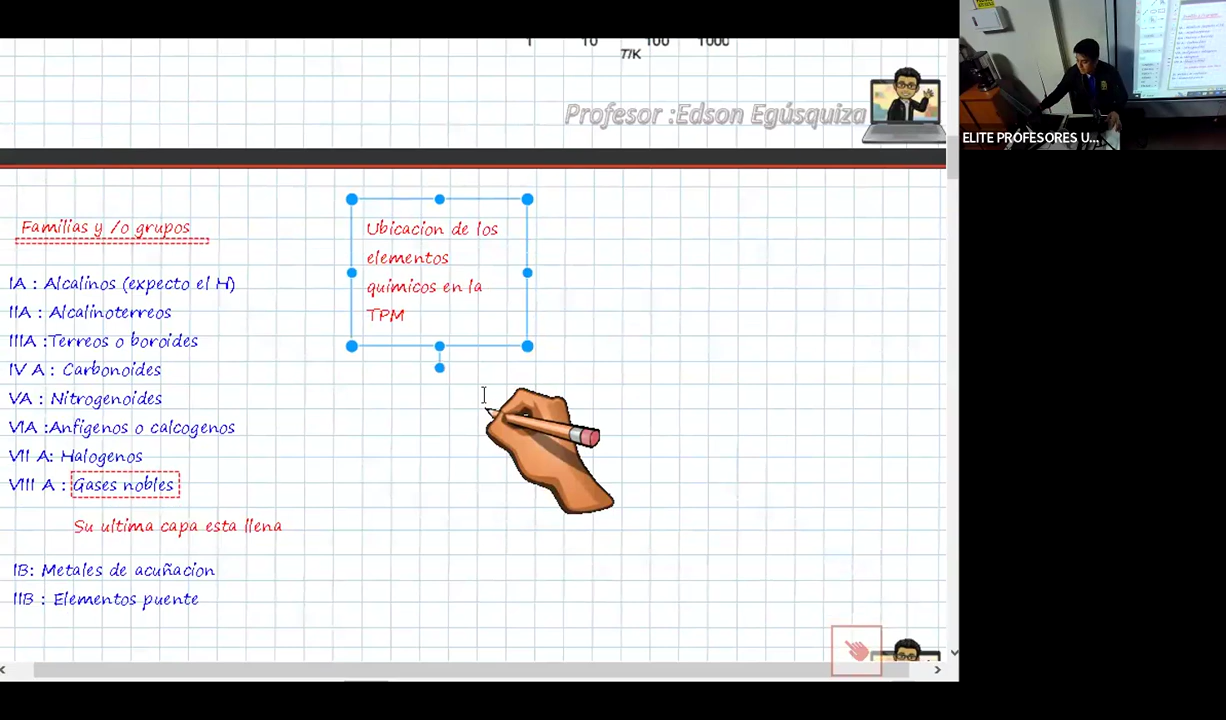 1 10 100 1000
T/K
Profesor :Edson Egúsquiza
ELITE PROFESORES U...
Familias y /o grupos
IA : Alcalinos (expecto el H)
IIA : Alcalinoterreos
IIIA :Terreos o boroides
IV A : Carbonoides
VA : Nitrogenoides
VIA :Anfigenos o calcogenos
VII A: Halogenos
VIII A : Gases nobles
Su ultima capa esta llena
IB: Metales de acuñacion
IIB : Elementos puente
Ubicacion de los
elementos
quimicos en la
TPM